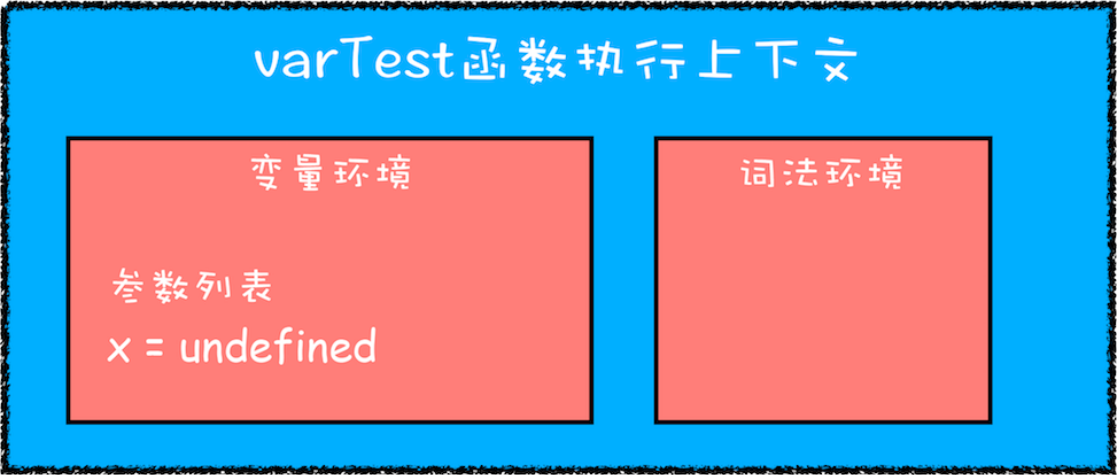 varTest函数执行上下文
变量环境
词法环境
参数列表
x = undefined